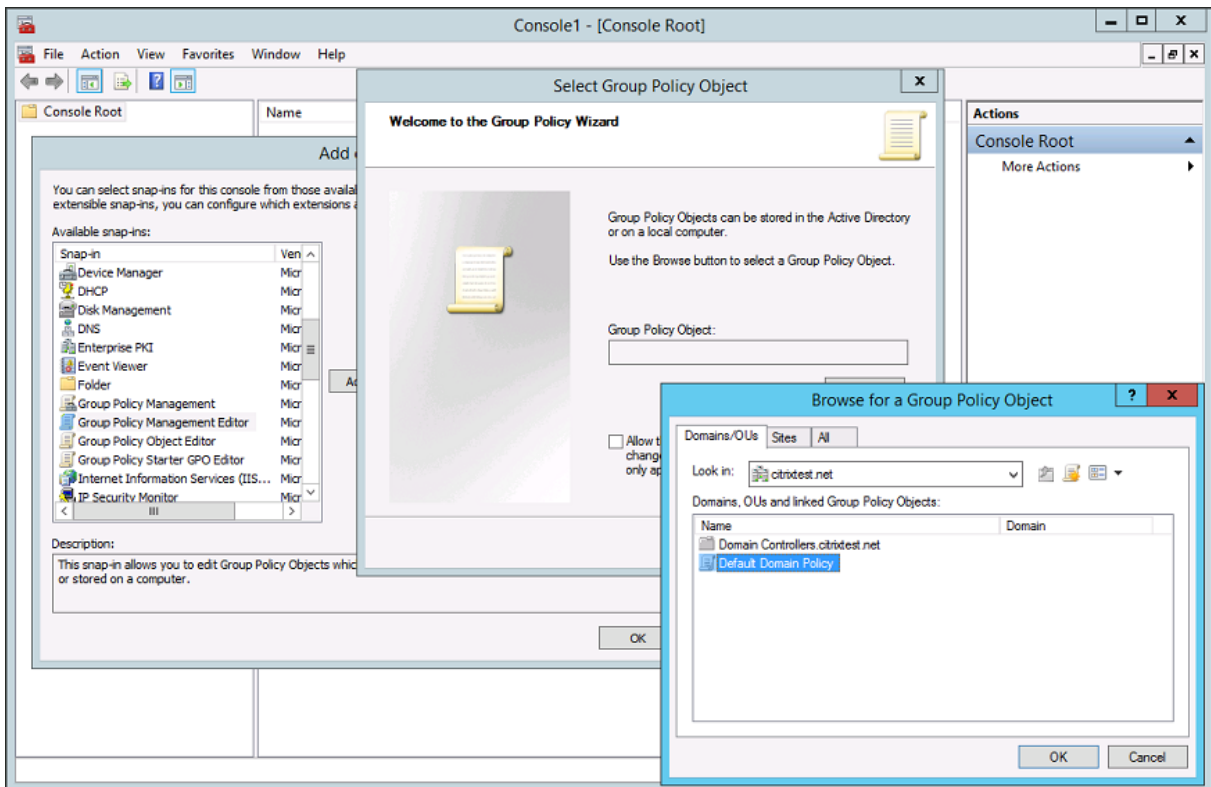 Console1 - [Console Root]
File Action View Favorites Window Help
Console Root
Name
Actions
Console Root
More Actions
Add
You can select snap-ins for this console from those
extensible snap-ins, you can configure which extensions
Available snap-ins:
Snap-in
Device Manager Micr
DHCP Micr
Disk Management Micr
DNS Micr
Enterprise PKI Micr
Event Viewer Micr
Folder Micr
Group Policy Management Micr
Group Policy Management Editor Micr
Group Policy Object Editor Micr
Group Policy Starter GPO Editor Micr
Internet Information Services (IIS... Micr
IP Security Monitor Micr
Description:
This snap-in allows you to edit Group Policy Objects
or stored on a computer.
OK
Select Group Policy Object
Welcome to the Group Policy Wizard
Group Policy Objects can be stored in the Active Directory
or on a local computer.
Use the Browse button to select a Group Policy Object.
Group Policy Object:
Allow
only
Browse for a Group Policy Object
Domains/OUs Sites All
Look in: citrixtest.net
Domains, OUs and linked Group Policy Objects:
Name Domain
Domain Controllers.citrixtest.net
Default Domain Policy
OK Cancel